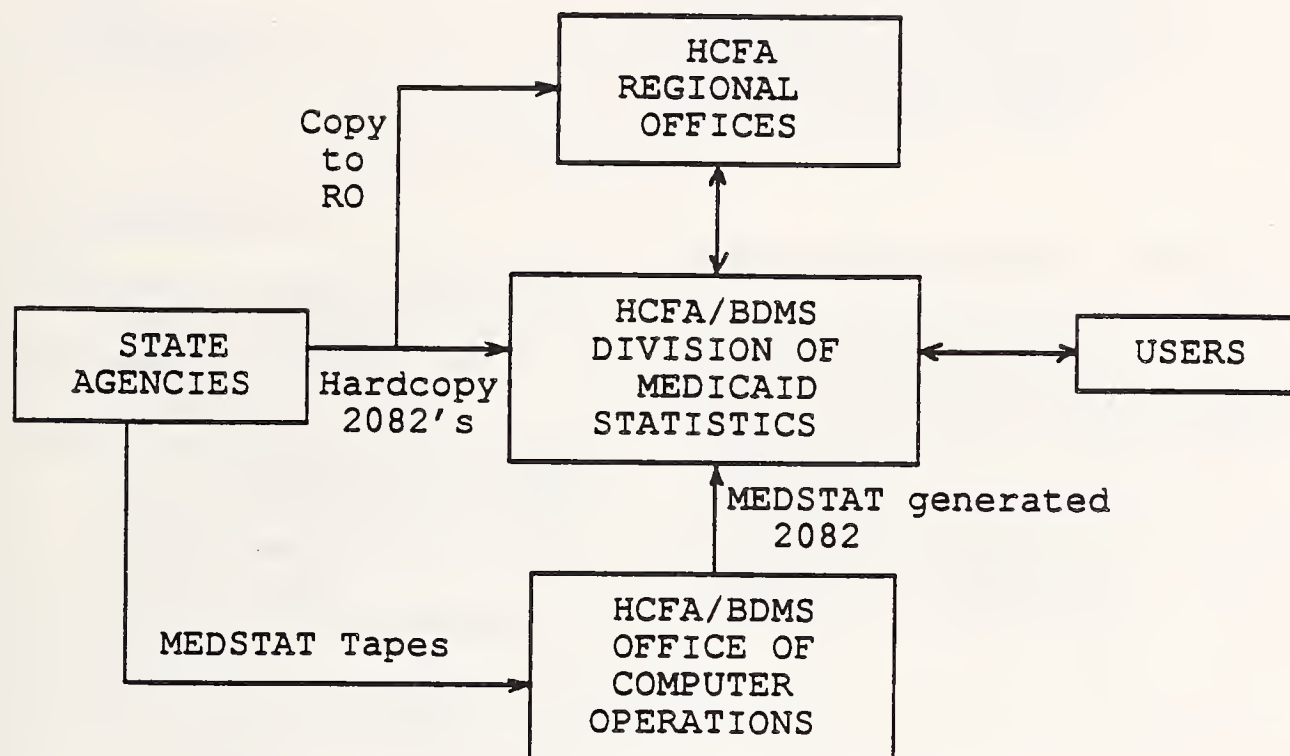 HCFA
REGIONAL
OFFICES
Copy
to
RO
STATE
AGENCIES
Hardcopy
2082's
HCFA/BDMS
DIVISION OF
MEDICAID
STATISTICS
USERS
MEDSTAT generated
2082
MEDSTAT Tapes
HCFA/BDMS
OFFICE OF
COMPUTER
OPERATIONS